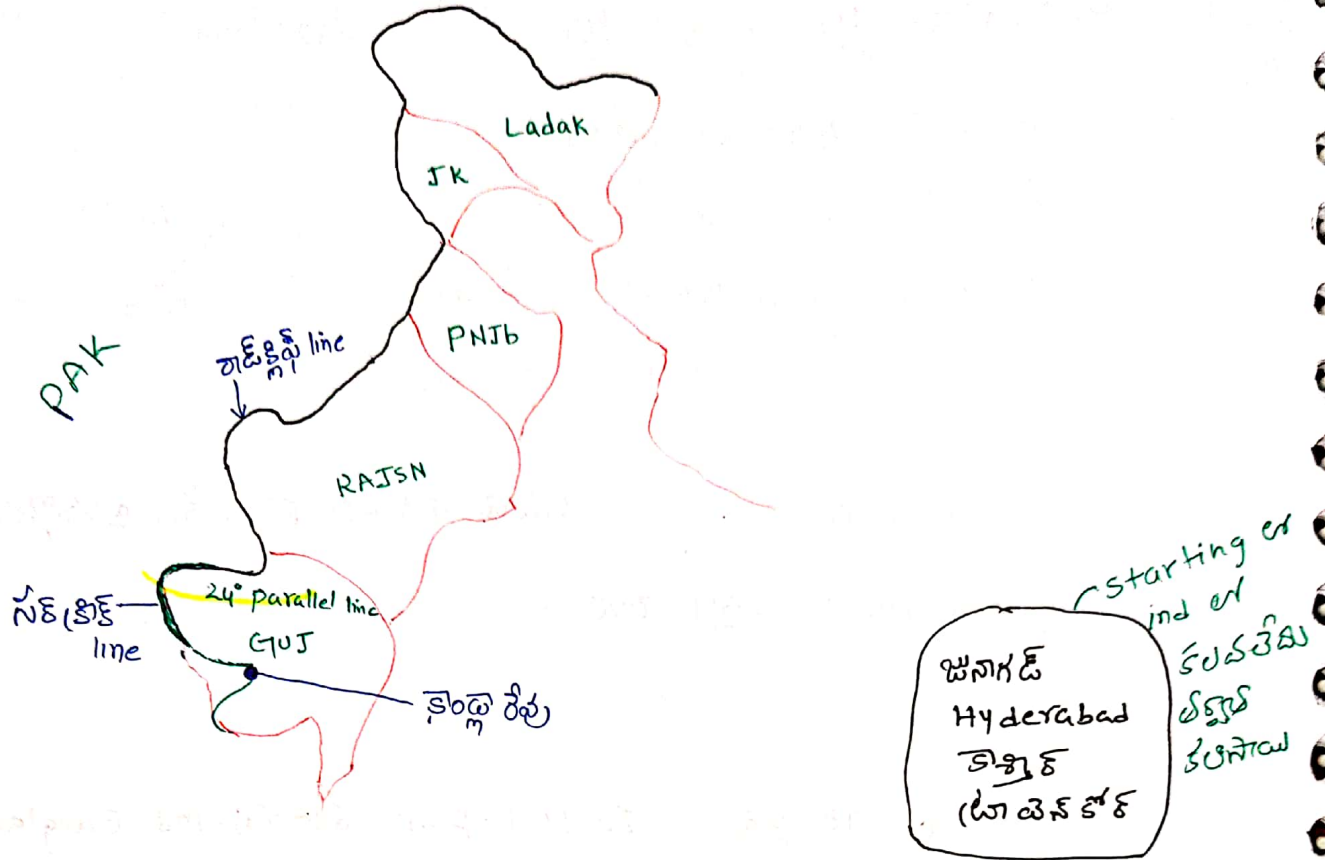 Ladak
JK
PNJb
రాడ్‌క్లిఫ్ line
PAK
RAJSN
24° parallel line
సర్ క్రిక్
line
GUJ
కాండ్లా రేవు
starting లో
ind లో
కలవలేదు
తర్వాత
కలిసాయి
జునాగడ్
Hyderabad
కాశ్మీర్
ట్రావెన్ కోర్